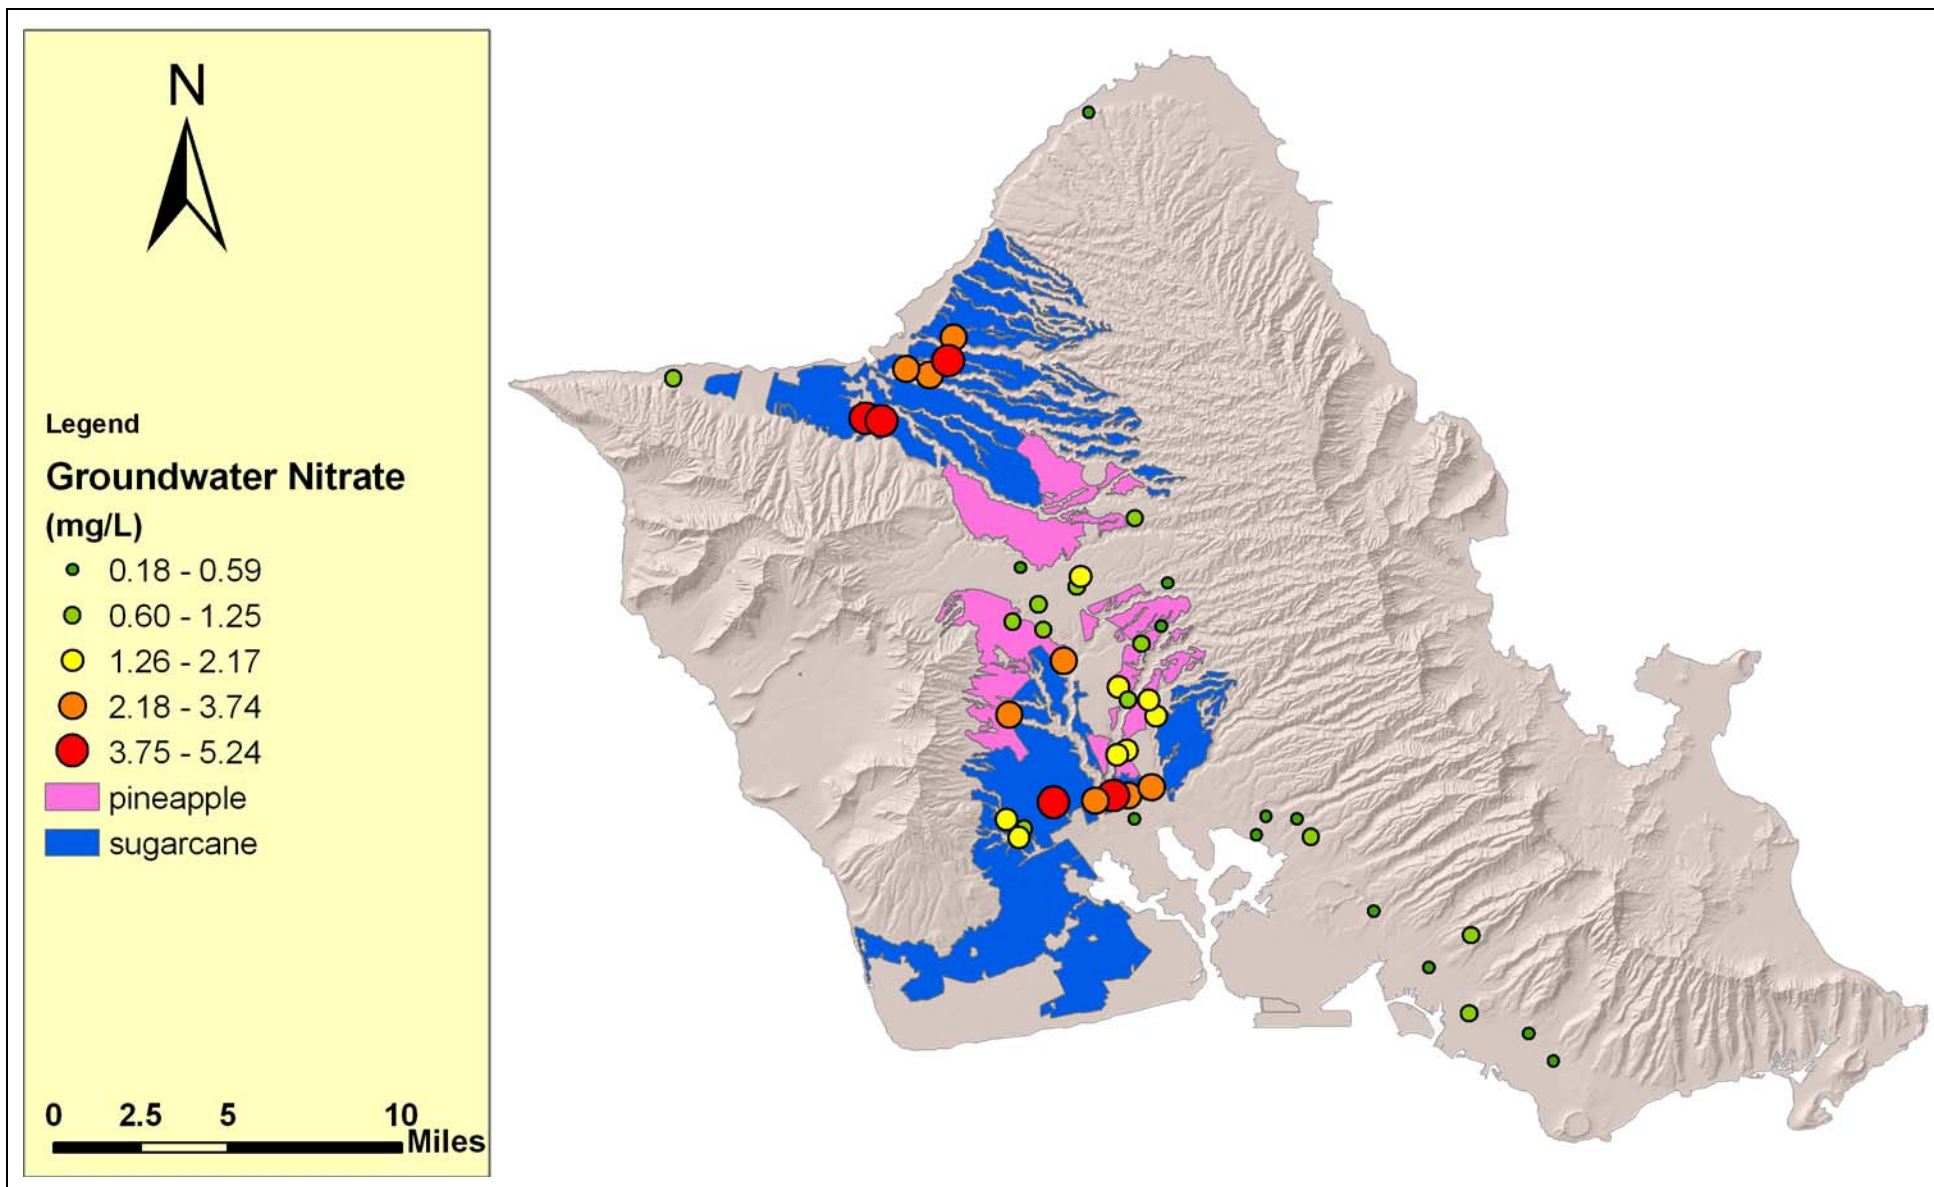 N
Legend
Groundwater Nitrate
(mg/L)
0.18 - 0.59
0.60 - 1.25
1.26 - 2.17
2.18 - 3.74
3.75 - 5.24
pineapple
sugarcane
0 2.5 5 10
Miles